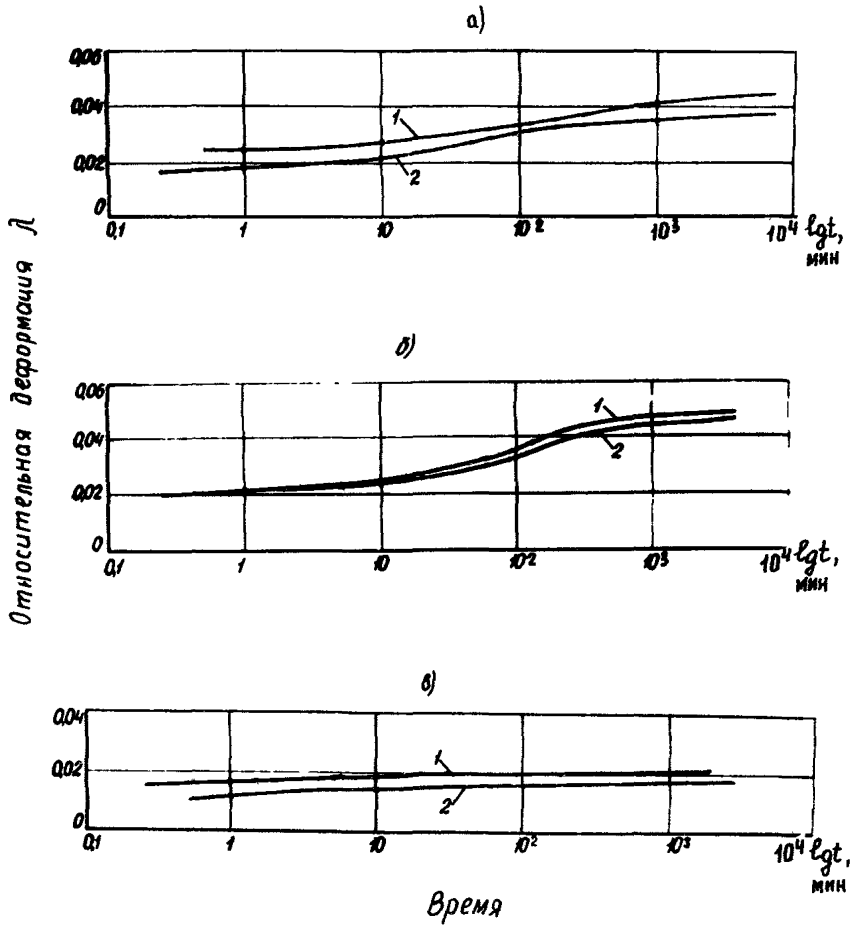 Относительная деформация λ
а)
0,06
0,04
0,02
0
1
2
0,1 1 10 10² 10³ 10⁴ lgt,
мин
б)
0,06
0,04
0,02
0
1
2
0,1 1 10 10² 10³ 10⁴ lgt,
мин
в)
0,04
0,02
0
1
2
0,1 1 10 10² 10³ 10⁴ lgt,
мин
Время